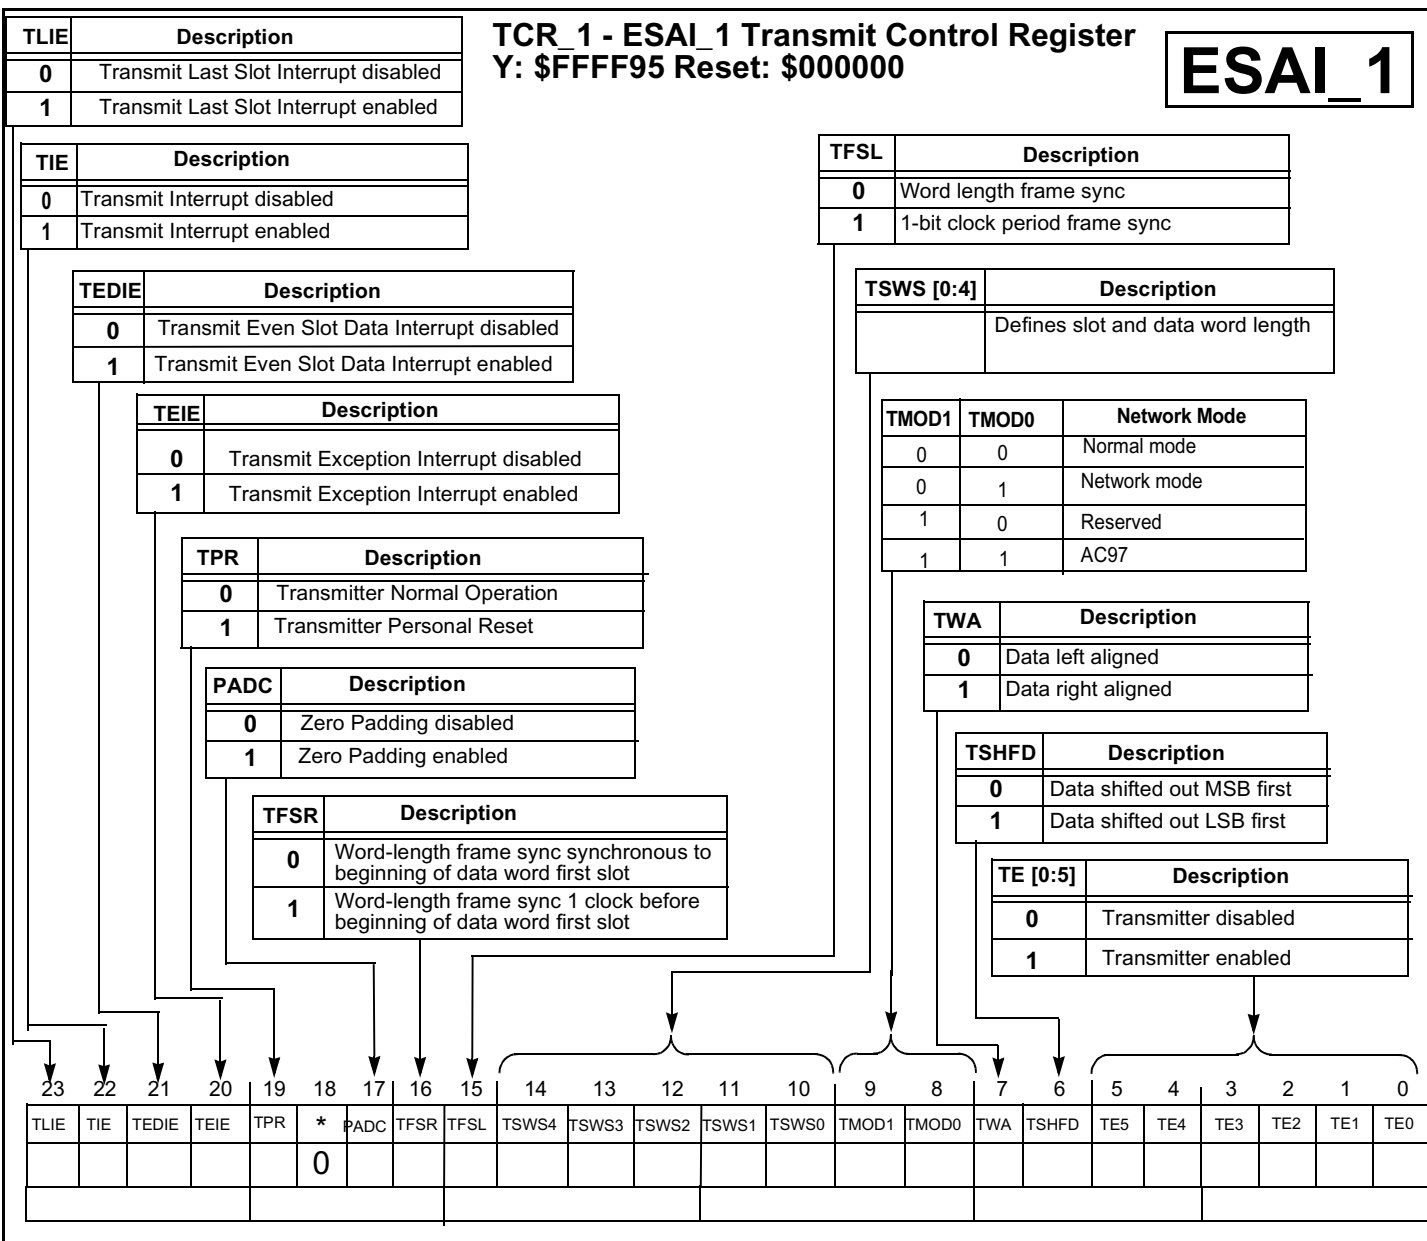 TCR_1 - ESAI_1 Transmit Control Register
Y: $FFFF95 Reset: $000000
ESAI_1
TLIE Description
0 Transmit Last Slot Interrupt disabled
1 Transmit Last Slot Interrupt enabled
TIE Description
0 Transmit Interrupt disabled
1 Transmit Interrupt enabled
TEDIE Description
0 Transmit Even Slot Data Interrupt disabled
1 Transmit Even Slot Data Interrupt enabled
TEIE Description
0 Transmit Exception Interrupt disabled
1 Transmit Exception Interrupt enabled
TPR Description
0 Transmitter Normal Operation
1 Transmitter Personal Reset
PADC Description
0 Zero Padding disabled
1 Zero Padding enabled
TFSR Description
0 Word-length frame sync synchronous to
beginning of data word first slot
1 Word-length frame sync 1 clock before
beginning of data word first slot
TFSL Description
0 Word length frame sync
1 1-bit clock period frame sync
TSWS [0:4] Description
Defines slot and data word length
TMOD1 TMOD0 Network Mode
0 0 Normal mode
0 1 Network mode
1 0 Reserved
1 1 AC97
TWA Description
0 Data left aligned
1 Data right aligned
TSHFD Description
0 Data shifted out MSB first
1 Data shifted out LSB first
TE [0:5] Description
0 Transmitter disabled
1 Transmitter enabled
23 22 21 20 19 18 17 16 15 14 13 12 11 10 9 8 7 6 5 4 3 2 1 0
TLIE TIE TEDIE TEIE TPR * PADC TFSR TFSL TSWS4 TSWS3 TSWS2 TSWS1 TSWS0 TMOD1 TMOD0 TWA TSHFD TE5 TE4 TE3 TE2 TE1 TE0
0